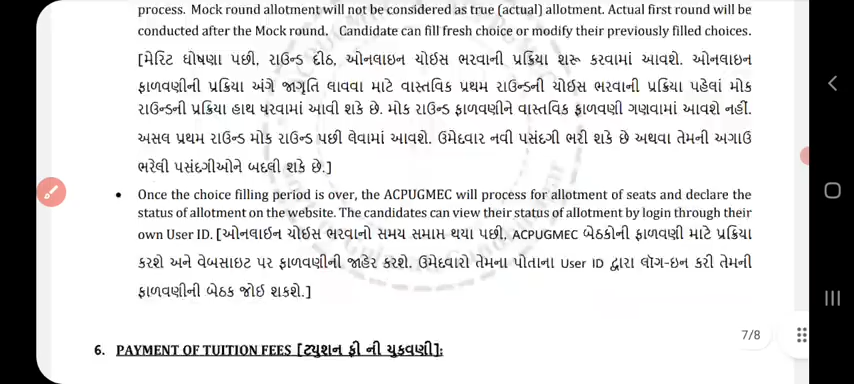 process. Mock round allotment will not be considered as true (actual) allotment. Actual first round will be
conducted after the Mock round. Candidate can fill fresh choice or modify their previously filled choices.
[મેરિટ ઘોષણા પછી, રાઉન્ડ દીઠ, ઓનલાઇન ચોઈસ ભરવાની પ્રક્રિયા શરૂ કરવામાં આવશે. ઓનલાઇન
ફાળવણીની પ્રક્રિયા અંગે જાગૃતિ લાવવા માટે વાસ્તવિક પ્રથમ રાઉન્ડની ચોઈસ ભરવાની પ્રક્રિયા પહેલાં મોક
રાઉન્ડની પ્રક્રિયા હાથ ધરવામાં આવી શકે છે. મોક રાઉન્ડ ફાળવણીને વાસ્તવિક ફાળવણી ગણવામાં આવશે નહીં.
અસલ પ્રથમ રાઉન્ડ મોક રાઉન્ડ પછી લેવામાં આવશે. ઉમેદવાર નવી પસંદગી ભરી શકે છે અથવા તેમની અગાઉ
ભરેલી પસંદગીઓને બદલી શકે છે.]
• Once the choice filling period is over, the ACPUGMEC will process for allotment of seats and declare the
status of allotment on the website. The candidates can view their status of allotment by login through their
own User ID. [ઓનલાઈન ચોઈસ ભરવાનો સમય સમાપ્ત થયા પછી, ACPUGMEC બેઠકોની ફાળવણી માટે પ્રક્રિયા
કરશે અને વેબસાઇટ પર ફાળવણીની જાહેર કરશે. ઉમેદવારો તેમના પોતાના User ID દ્વારા લૉગ-ઇન કરી તેમની
ફાળવણીની બેઠક જોઈ શકશે.]
7/8
6. PAYMENT OF TUITION FEES [ટ્યુશન ફી ની ચુકવણી]: